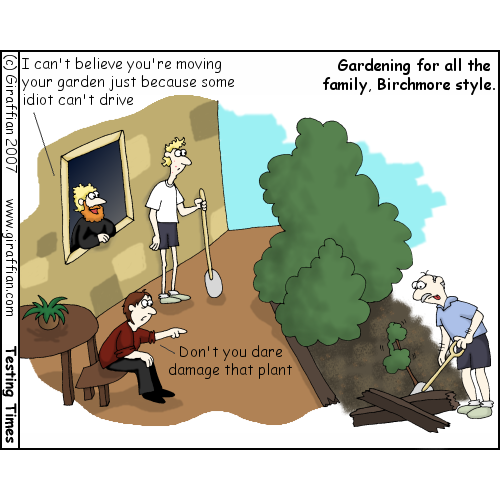 I can't believe you're moving
your garden just because some
idiot can't drive
Gardening for all the
family, Birchmore style.
Don't you dare
damage that plant
(c) Giraffian 2007 www.giraffian.com Testing Times